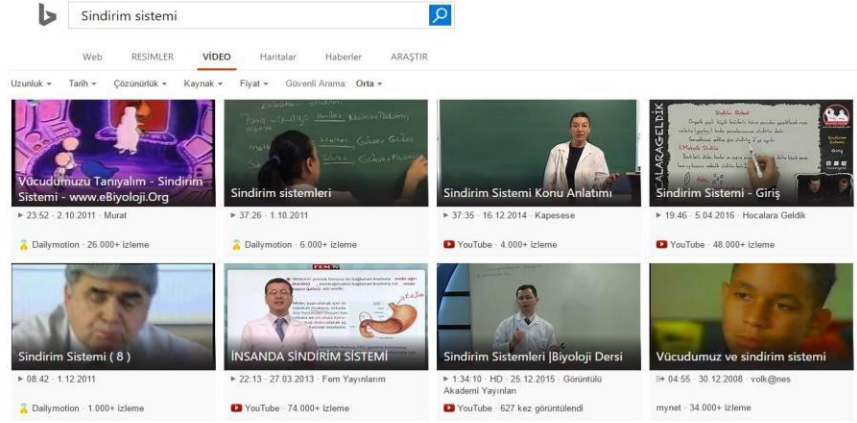 Sindirim sistemi
Web RESİMLER VİDEO Haritalar Haberler ARAŞTIR
Uzunluk Tarih Çözünürlük Kaynak Fiyat Güvenli Arama: Orta
Vücudumuzu Tanıyalım - Sindirim
Sistemi - www.eBiyoloji.Org
23:52 · 2.10.2011 · Murat
Dailymotion · 26.000+ izleme
Sindirim sistemleri
37:26 · 1.10.2011
Dailymotion · 6.000+ izleme
Sindirim Sistemi Konu Anlatımı
37:35 · 16.12.2014 · Kapesese
YouTube · 4.000+ izleme
ALARAGELDİK
Sindirim Sistemi
Sindirim Sistemi - Giriş
19:46 · 5.04.2016 · Hocalara Geldik
YouTube · 48.000+ izleme
Sindirim Sistemi ( 8 )
08:42 · 1.12.2011
Dailymotion · 1.000+ izleme
FEM TV
İNSANDA SİNDİRİM SİSTEMİ
22:13 · 27.03.2013 · Fem Yayınlarım
YouTube · 74.000+ izleme
Sindirim Sistemleri |Biyoloji Dersi
1:34:10 · HD · 25.12.2015 · Görüntülü
Akademi Yayınları
YouTube · 627 kez görüntülendi
Vücudumuz ve sindirim sistemi
04:55 · 30.12.2008 · volk@nes
mynet · 34.000+ izleme